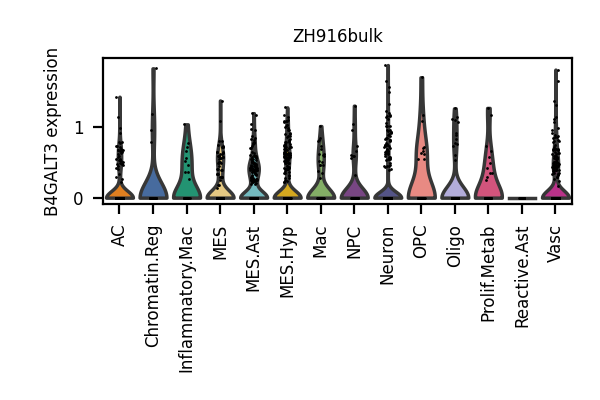 ZH916bulk
B4GALT3 expression
1
0
AC
Chromatin.Reg
Inflammatory.Mac
MES
MES.Ast
MES.Hyp
Mac
NPC
Neuron
OPC
Oligo
Prolif.Metab
Reactive.Ast
Vasc